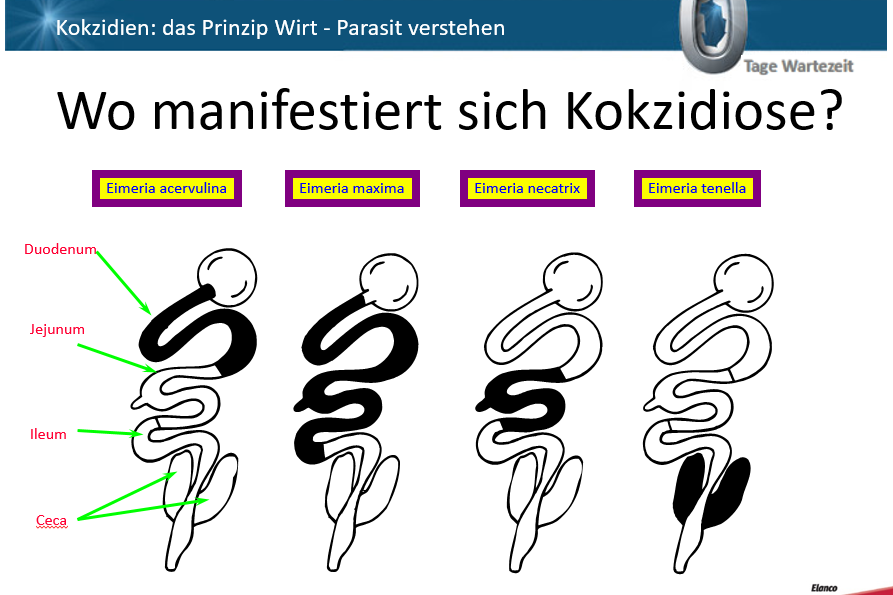 Kokzidien: das Prinzip Wirt - Parasit verstehen
0
Tage Wartezeit
Wo manifestiert sich Kokzidiose?
Eimeria acervulina
Eimeria maxima
Eimeria necatrix
Eimeria tenella
Duodenum
Jejunum
Ileum
Ceca
Elanco